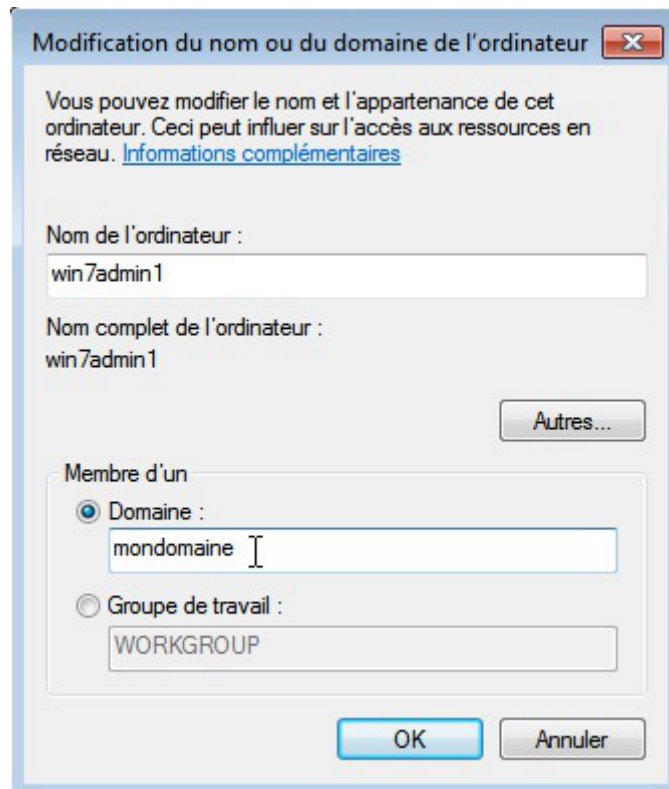 Modification du nom ou du domaine de l'ordinateur
Vous pouvez modifier le nom et l'appartenance de cet
ordinateur. Ceci peut influer sur l'accès aux ressources en
réseau. Informations complémentaires
Nom de l'ordinateur :
win7admin1
Nom complet de l'ordinateur :
win7admin1
Autres...
Membre d'un
Domaine :
mondomaine
Groupe de travail :
WORKGROUP
OK
Annuler